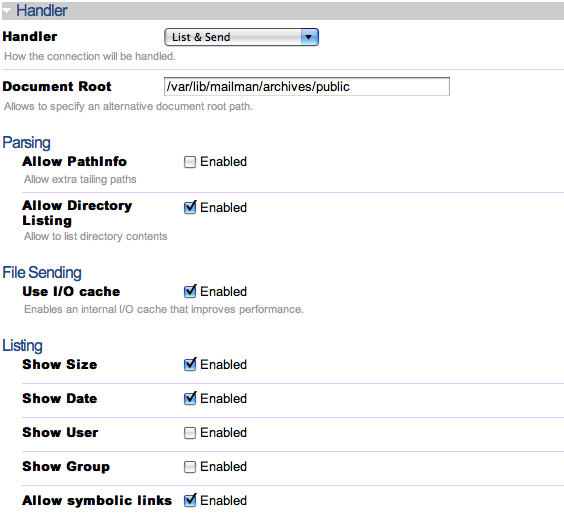 Handler
Handler List & Send
How the connection will be handled.
Document Root /var/lib/mailman/archives/public
Allows to specify an alternative document root path.
Parsing
Allow PathInfo Enabled
Allow extra tailing paths
Allow Directory Enabled
Listing
Allow to list directory contents
File Sending
Use I/O cache Enabled
Enables an internal I/O cache that improves performance.
Listing
Show Size Enabled
Show Date Enabled
Show User Enabled
Show Group Enabled
Allow symbolic links Enabled